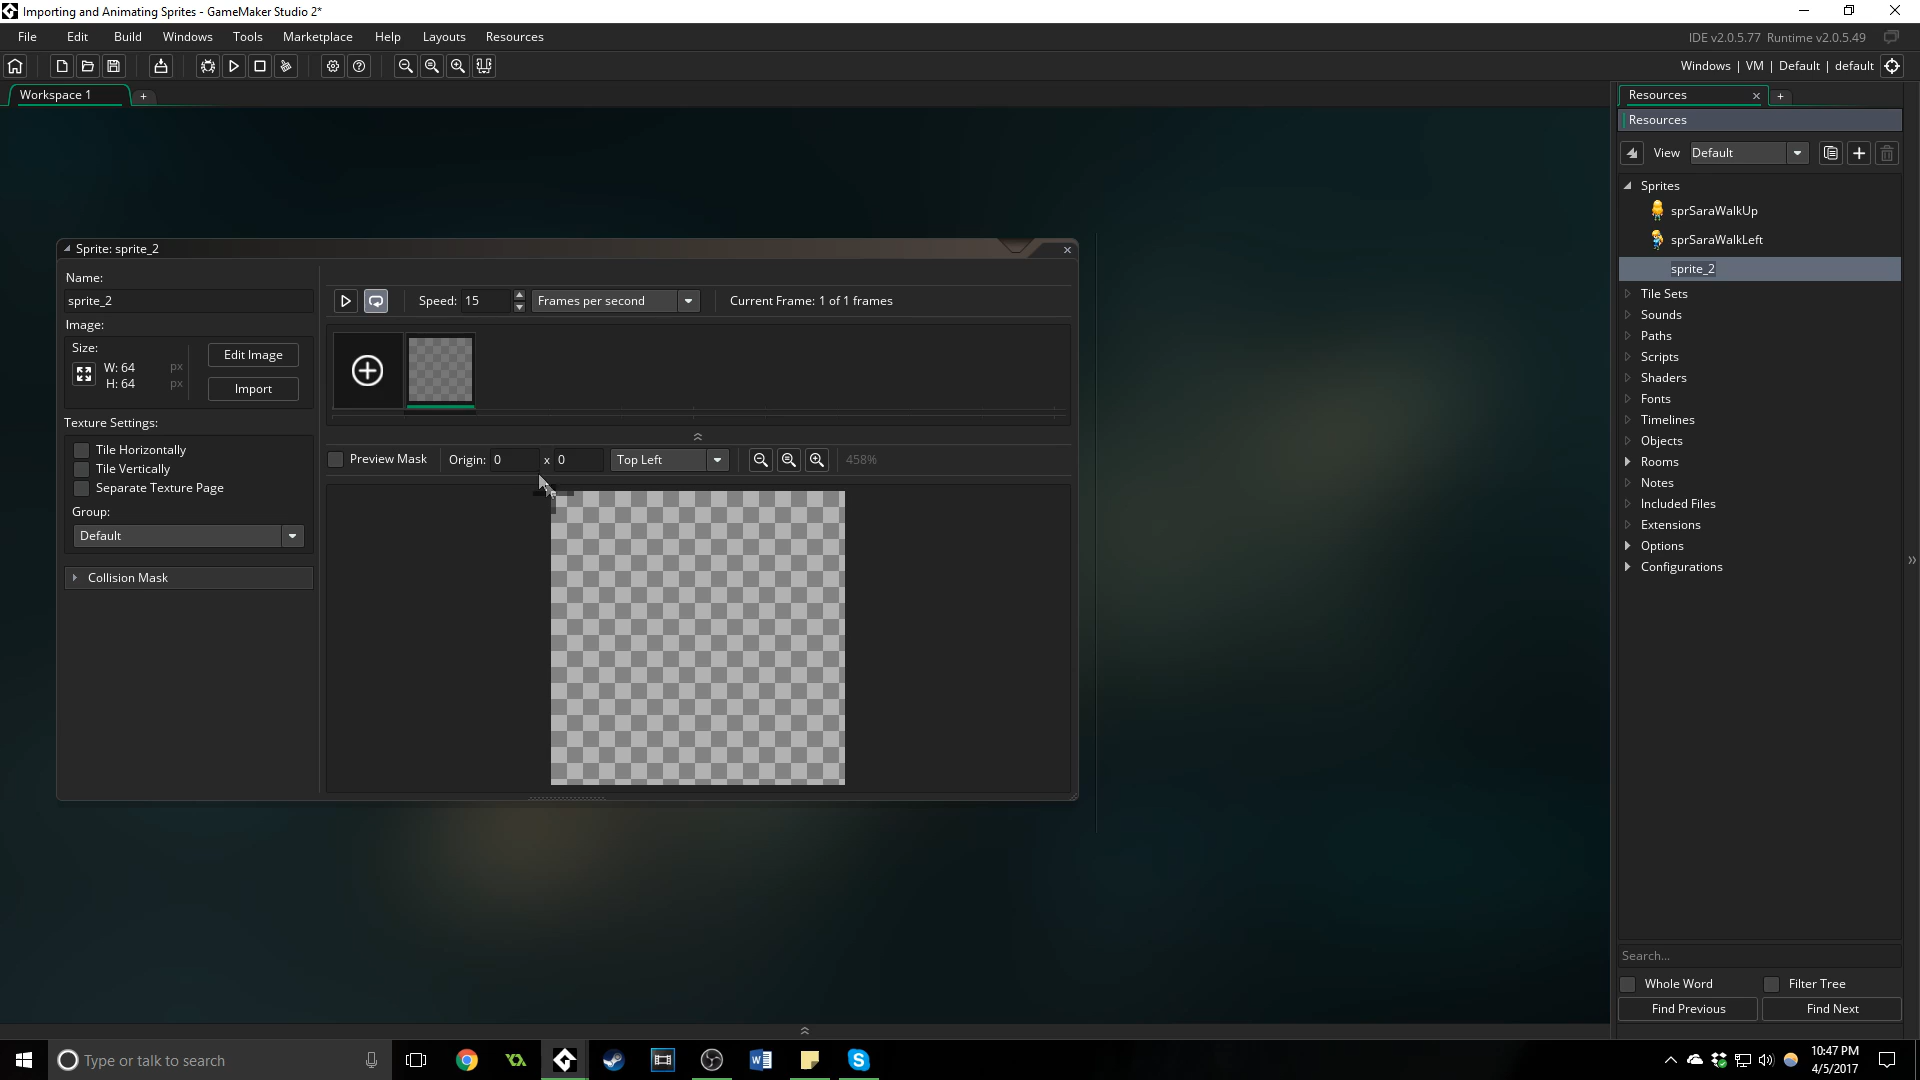 Importing and Animating Sprites - GameMaker Studio 2*
File Edit Build Windows Tools Marketplace Help Layouts Resources
IDE v2.0.5.77 Runtime v2.0.5.49
Windows | VM | Default | default
Workspace 1 +
Resources × +
Resources
View Default
Sprites
sprSaraWalkUp
sprSaraWalkLeft
sprite_2
Tile Sets
Sounds
Paths
Scripts
Shaders
Fonts
Timelines
Objects
Rooms
Notes
Included Files
Extensions
Options
Configurations
Search...
Whole Word Filter Tree
Find Previous Find Next
Sprite: sprite_2
Name:
sprite_2
Image:
Size:
W: 64 px
H: 64 px
Edit Image
Import
Texture Settings:
Tile Horizontally
Tile Vertically
Separate Texture Page
Group:
Default
Collision Mask
Speed: 15 Frames per second Current Frame: 1 of 1 frames
Preview Mask Origin: 0 x 0 Top Left 458%
Type or talk to search
10:47 PM
4/5/2017